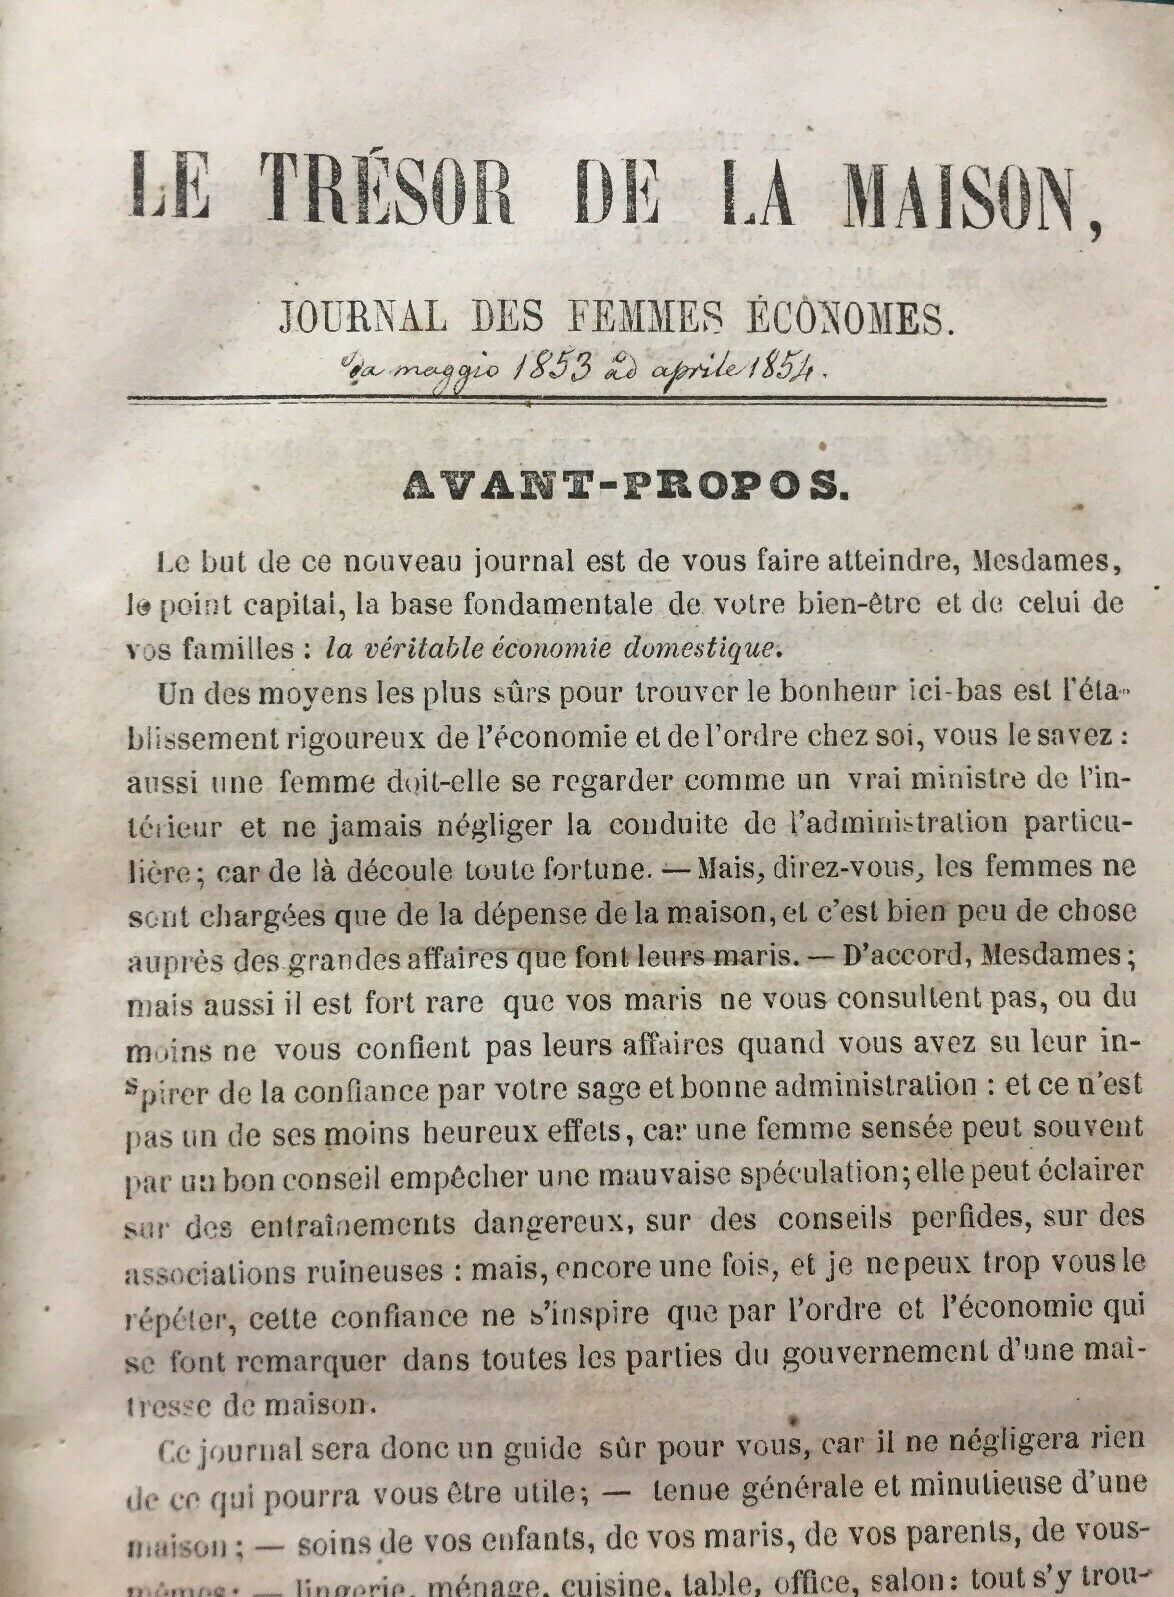 LE TRÉSOR DE LA MAISON,
JOURNAL DES FEMMES ÉCONOMES.
Da maggio 1853 ad aprile 1854.
AVANT-PROPOS.
Le but de ce nouveau journal est de vous faire atteindre, Mesdames,
le point capital, la base fondamentale de votre bien-être et de celui de
vos familles : la véritable économie domestique.
Un des moyens les plus sûrs pour trouver le bonheur ici-bas est l'éta-
blissement rigoureux de l'économie et de l'ordre chez soi, vous le savez :
aussi une femme doit-elle se regarder comme un vrai ministre de l'in-
térieur et ne jamais négliger la conduite de l'administration particu-
lière; car de là découle toute fortune. — Mais, direz-vous, les femmes ne
sont chargées que de la dépense de la maison, et c'est bien peu de chose
auprès des grandes affaires que font leurs maris. — D'accord, Mesdames;
mais aussi il est fort rare que vos maris ne vous consultent pas, ou du
moins ne vous confient pas leurs affaires quand vous avez su leur in-
spirer de la confiance par votre sage et bonne administration : et ce n'est
pas un de ses moins heureux effets, car une femme sensée peut souvent
par un bon conseil empêcher une mauvaise spéculation; elle peut éclairer
sur des entraînements dangereux, sur des conseils perfides, sur des
associations ruineuses : mais, encore une fois, et je ne peux trop vous le
répéter, cette confiance ne s'inspire que par l'ordre et l'économie qui
se font remarquer dans toutes les parties du gouvernement d'une maî-
tresse de maison.
Ce journal sera donc un guide sûr pour vous, car il ne négligera rien
de ce qui pourra vous être utile; — tenue générale et minutieuse d'une
maison; — soins de vos enfants, de vos maris, de vos parents, de vous-
mêmes; — lingerie, ménage, cuisine, table, office, salon: tout s'y trou-